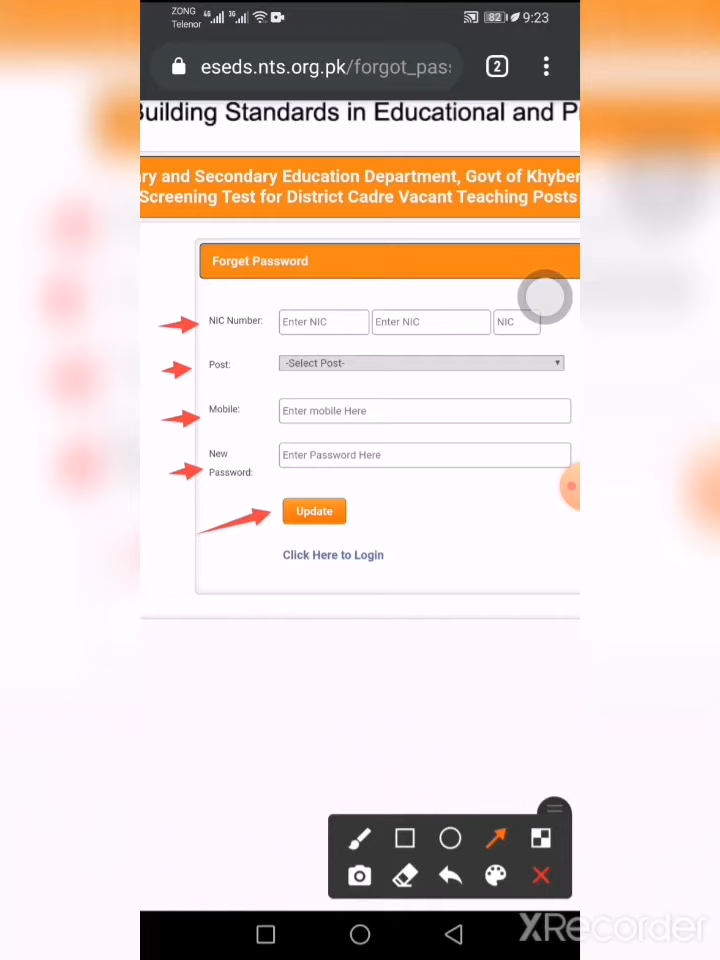 ZONG 4G 3G 82 9:23
Telenor
eseds.nts.org.pk/forgot_pas
2
Building Standards in Educational and P
ry and Secondary Education Department, Govt of Khyber
Screening Test for District Cadre Vacant Teaching Posts
Forget Password
NIC Number: Enter NIC Enter NIC NIC
Post: -Select Post-
Mobile: Enter mobile Here
New Enter Password Here
Password:
Update
Click Here to Login
XRecorder